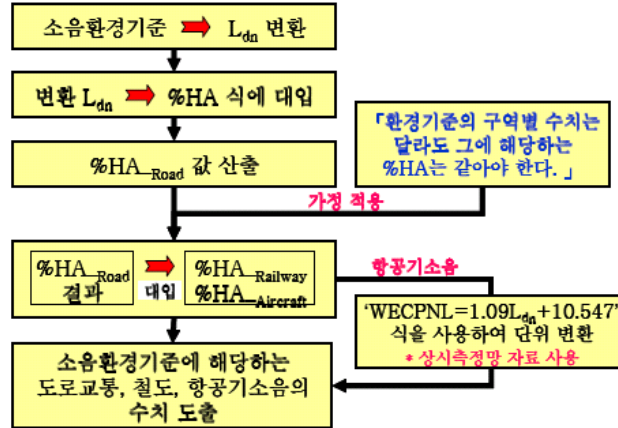 소음환경기준 Ldn 변환
변환 Ldn %HA 식에 대입
「환경기준의 구역별 수치는
달라도 그에 해당하는
%HA는 같아야 한다. 」
%HA_Road 값 산출
가정 적용
%HA_Road %HA_Railway
결과 대입 %HA_Aircraft
항공기소음
'WECPNL=1.09Ldn+10.547'
식을 사용하여 단위 변환
* 상시측정망 자료 사용
소음환경기준에 해당하는
도로교통, 철도, 항공기소음의
수치 도출